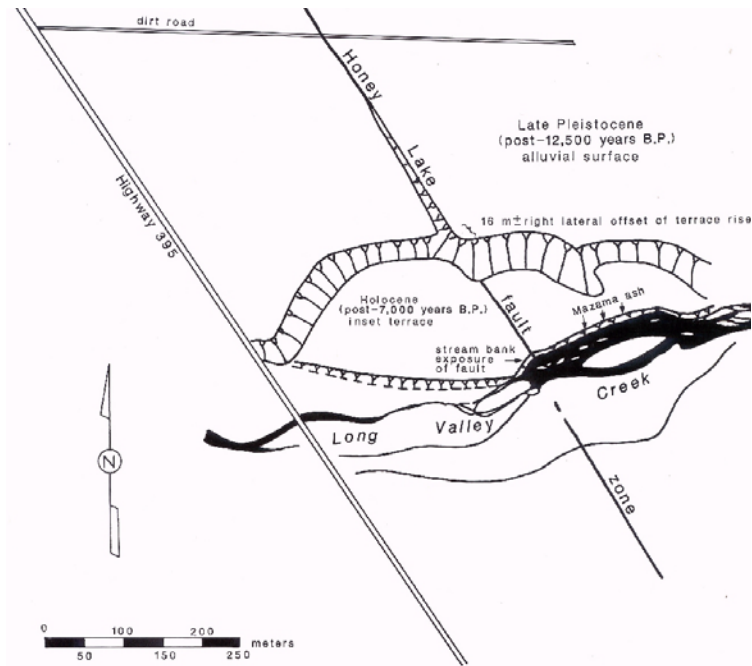 dirt road
Honey
Lake
Late Pleistocene
(post-12,500 years B.P.)
alluvial surface
Highway 395
16 m± right lateral offset of terrace rise
Holocene
(post-7,000 years B.P.)
inset terrace
fault
Mazama ash
stream bank
exposure
of fault
Long Valley Creek
zone
N
0 100 200
meters
50 150 250